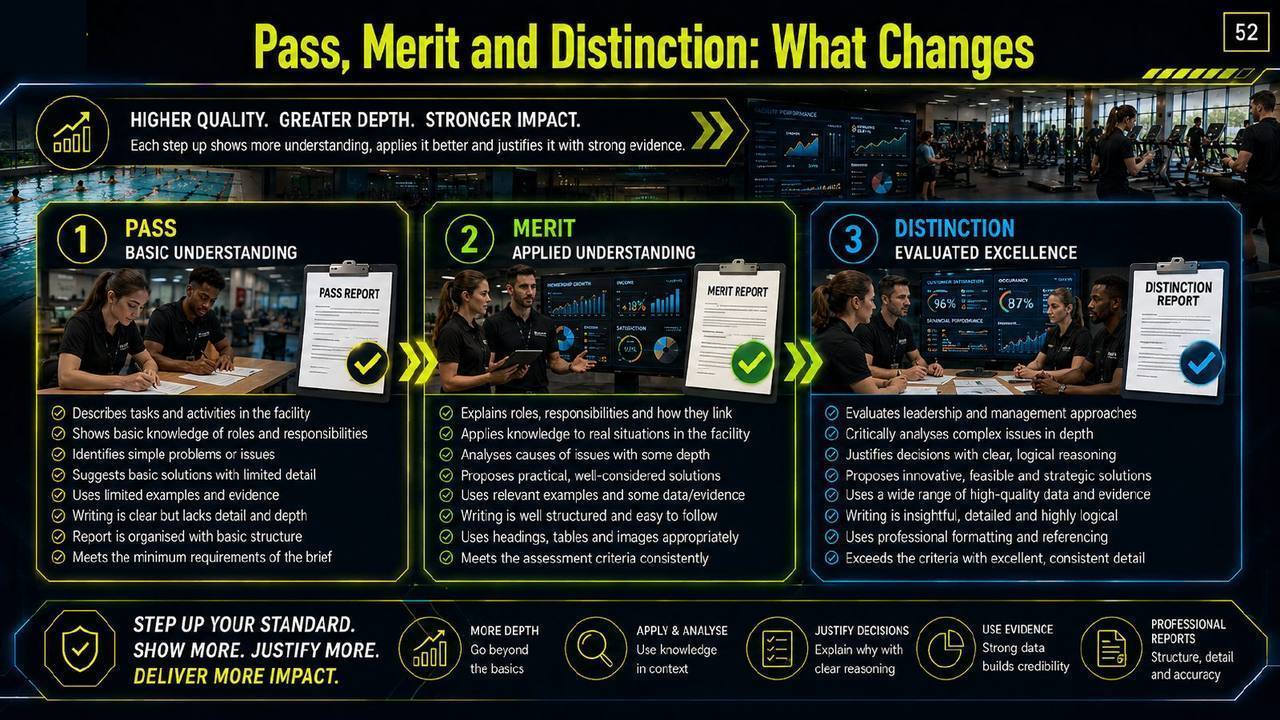 Pass, Merit and Distinction: What Changes
52
HIGHER QUALITY. GREATER DEPTH. STRONGER IMPACT.
Each step up shows more understanding, applies it better and justifies it with strong evidence.
FACILITY PERFORMANCE
1
PASS
BASIC UNDERSTANDING
PASS REPORT
Describes tasks and activities in the facility
Shows basic knowledge of roles and responsibilities
Identifies simple problems or issues
Suggests basic solutions with limited detail
Uses limited examples and evidence
Writing is clear but lacks detail and depth
Report is organised with basic structure
Meets the minimum requirements of the brief
2
MERIT
APPLIED UNDERSTANDING
MEMBERSHIP GROWTH
INCOME
+18%
SATISFACTION
MERIT REPORT
Explains roles, responsibilities and how they link
Applies knowledge to real situations in the facility
Analyses causes of issues with some depth
Proposes practical, well-considered solutions
Uses relevant examples and some data/evidence
Writing is well structured and easy to follow
Uses headings, tables and images appropriately
Meets the assessment criteria consistently
3
DISTINCTION
EVALUATED EXCELLENCE
CUSTOMER SATISFACTION
96%
OCCUPANCY
87%
FINANCIAL PERFORMANCE
DISTINCTION
REPORT
Evaluates leadership and management approaches
Critically analyses complex issues in depth
Justifies decisions with clear, logical reasoning
Proposes innovative, feasible and strategic solutions
Uses a wide range of high-quality data and evidence
Writing is insightful, detailed and highly logical
Uses professional formatting and referencing
Exceeds the criteria with excellent, consistent detail
STEP UP YOUR STANDARD.
SHOW MORE. JUSTIFY MORE.
DELIVER MORE IMPACT.
MORE DEPTH
Go beyond
the basics
APPLY & ANALYSE
Use knowledge
in context
JUSTIFY DECISIONS
Explain why with
clear reasoning
USE EVIDENCE
Strong data
builds credibility
PROFESSIONAL
REPORTS
Structure, detail
and accuracy